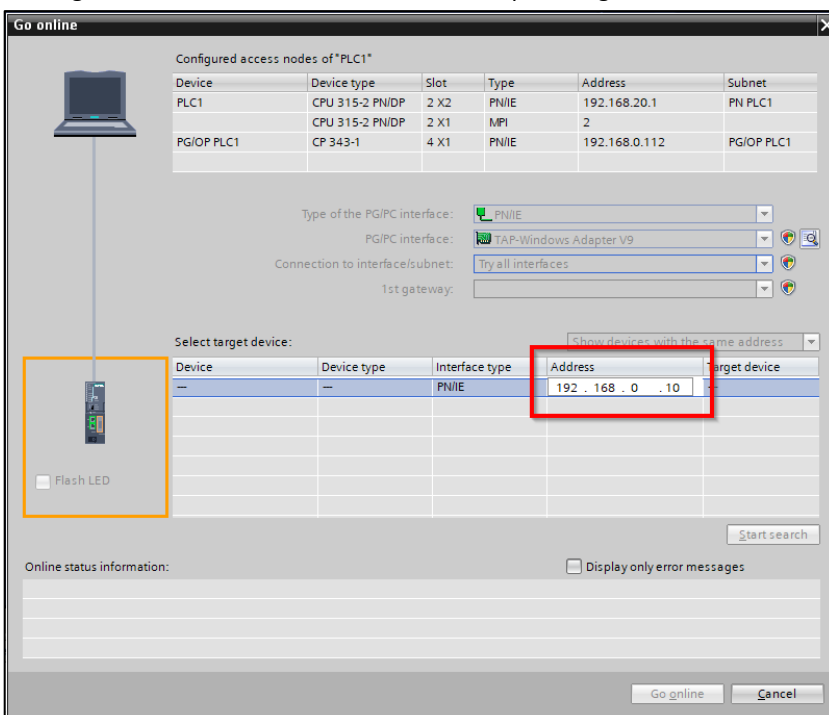 Go online
Configured access nodes of "PLC1"
Device Device type Slot Type Address Subnet
PLC1 CPU 315-2 PN/DP 2 X2 PN/IE 192.168.20.1 PN PLC1
CPU 315-2 PN/DP 2 X1 MPI 2
PG/OP PLC1 CP 343-1 4 X1 PN/IE 192.168.0.112 PG/OP PLC1
Type of the PG/PC interface: PN/IE
PG/PC interface: TAP-Windows Adapter V9
Connection to interface/subnet: Try all interfaces
1st gateway:
Select target device: Show devices with the same address
Device Device type Interface type Address Target device
— — PN/IE 192 . 168 . 0 . 10 —
Flash LED
Start search
Online status information: Display only error messages
Go online Cancel